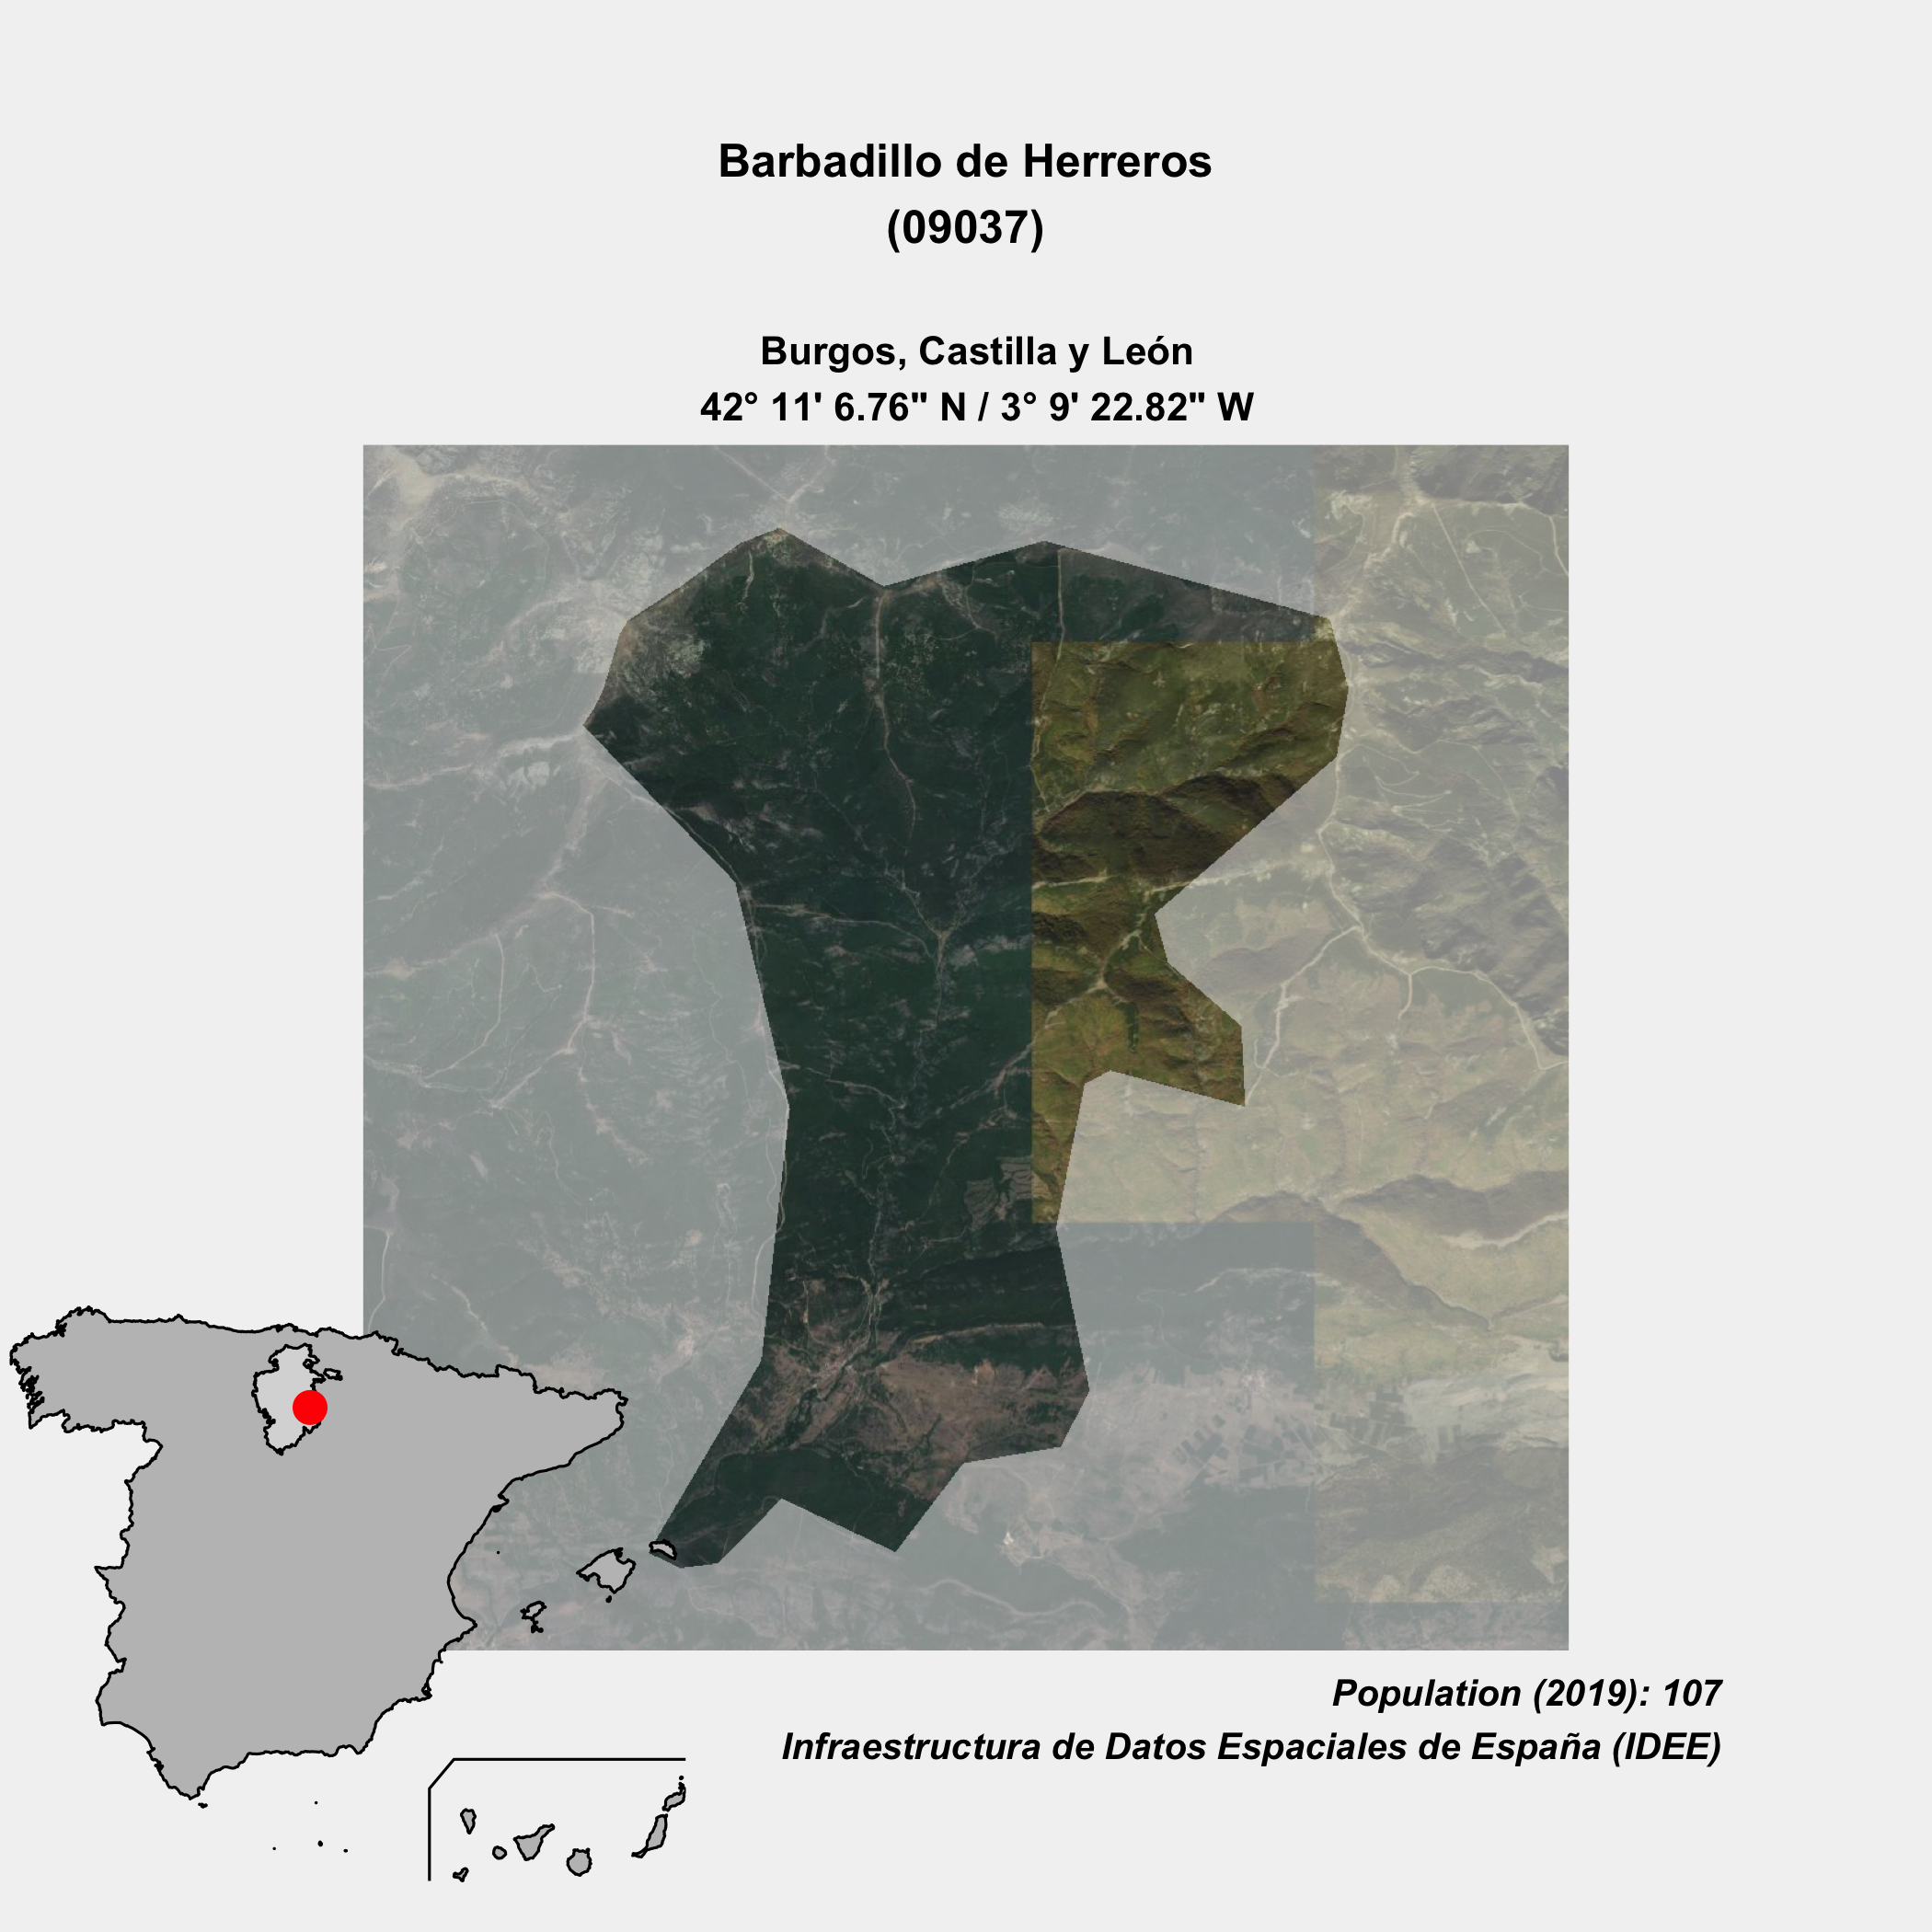 Barbadillo de Herreros
(09037)
Burgos, Castilla y León
42° 11' 6.76" N / 3° 9' 22.82" W
Population (2019): 107
Infraestructura de Datos Espaciales de España (IDEE)